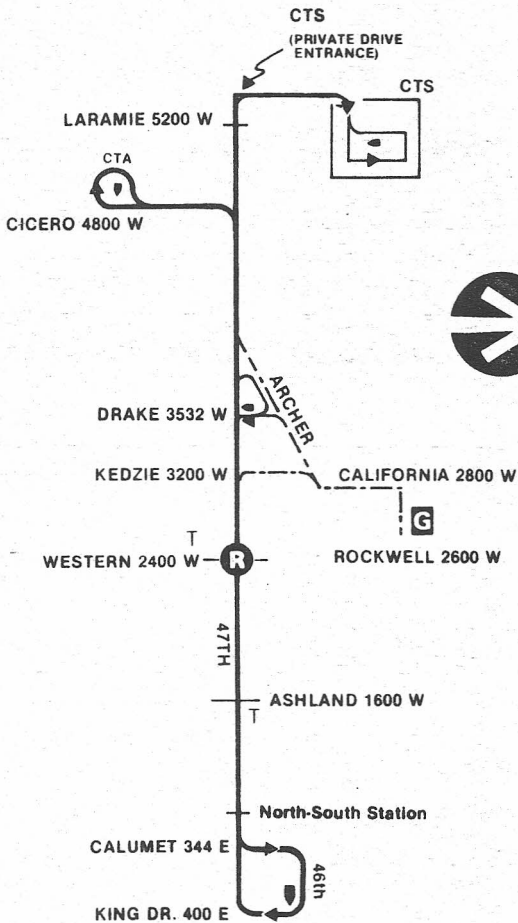 CTS
(PRIVATE DRIVE
ENTRANCE)
CTS
LARAMIE 5200 W
CTA
CICERO 4800 W
ARCHER
DRAKE 3532 W
KEDZIE 3200 W
CALIFORNIA 2800 W
G
T
WESTERN 2400 W
R
ROCKWELL 2600 W
47TH
ASHLAND 1600 W
T
North-South Station
CALUMET 344 E
46th
KING DR. 400 E